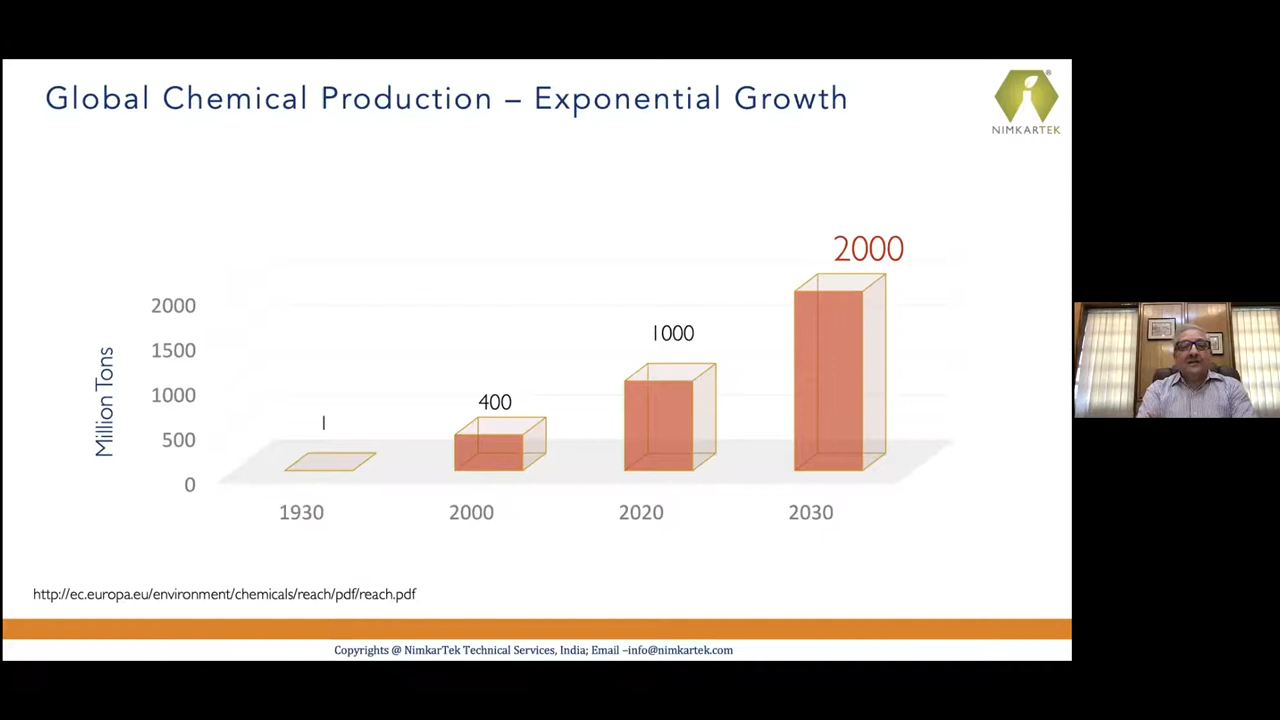 Global Chemical Production – Exponential Growth
®
NIMKARTEK
2000
2000
1500
1000
500
0
Million Tons
1
400
1000
1930
2000
2020
2030
http://ec.europa.eu/environment/chemicals/reach/pdf/reach.pdf
Copyrights @ NimkarTek Technical Services, India; Email –info@nimkartek.com